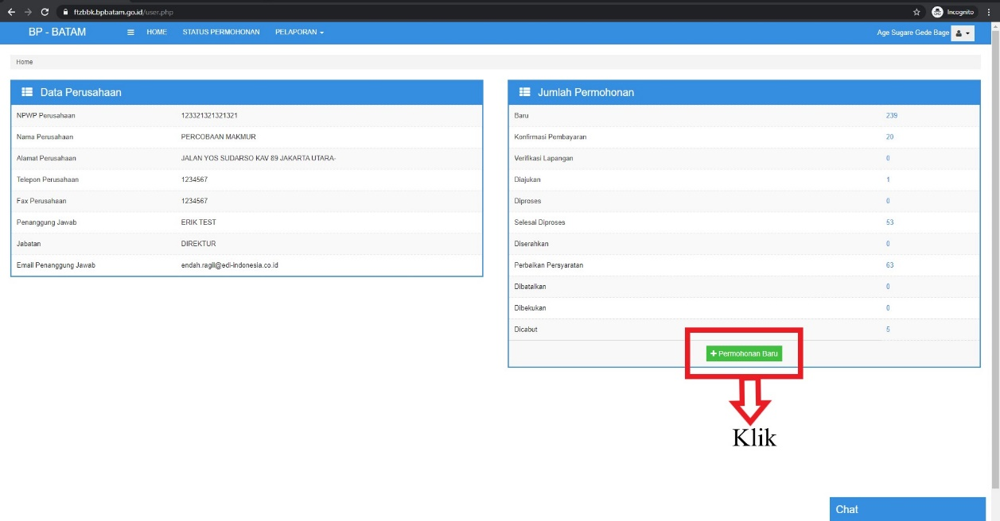 ftzbbk.bpbatam.go.id/user.php
Incognito
BP - BATAM
HOME
STATUS PERMOHONAN
PELAPORAN
Age Sugare Gede Bage
Home
Data Perusahaan
NPWP Perusahaan 123321321321321
Nama Perusahaan PERCOBAAN MAKMUR
Alamat Perusahaan JALAN YOS SUDARSO KAV 89 JAKARTA UTARA-
Telepon Perusahaan 1234567
Fax Perusahaan 1234567
Penanggung Jawab ERIK TEST
Jabatan DIREKTUR
Email Penanggung Jawab endah.ragil@edi-indonesia.co.id
Jumlah Permohonan
Baru 239
Konfirmasi Pembayaran 20
Verifikasi Lapangan 0
Diajukan 1
Diproses 0
Selesai Diproses 53
Diserahkan 0
Perbaikan Persyaratan 63
Dibatalkan 0
Dibekukan 0
Dicabut 5
+ Permohonan Baru
Klik
Chat